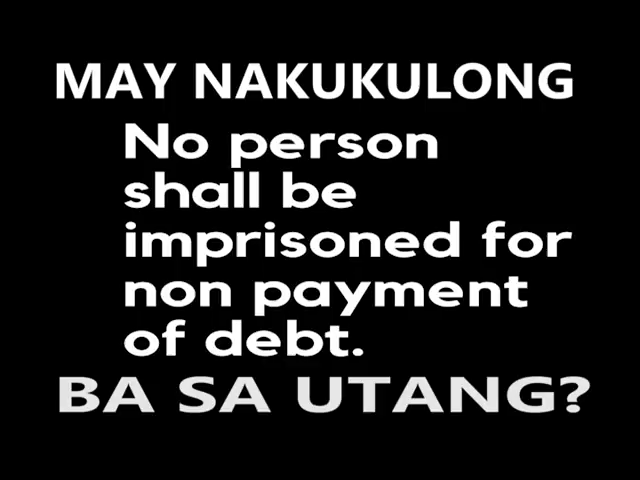 MAY NAKUKULONG
No person
shall be
imprisoned for
non payment
of debt.
BA SA UTANG?